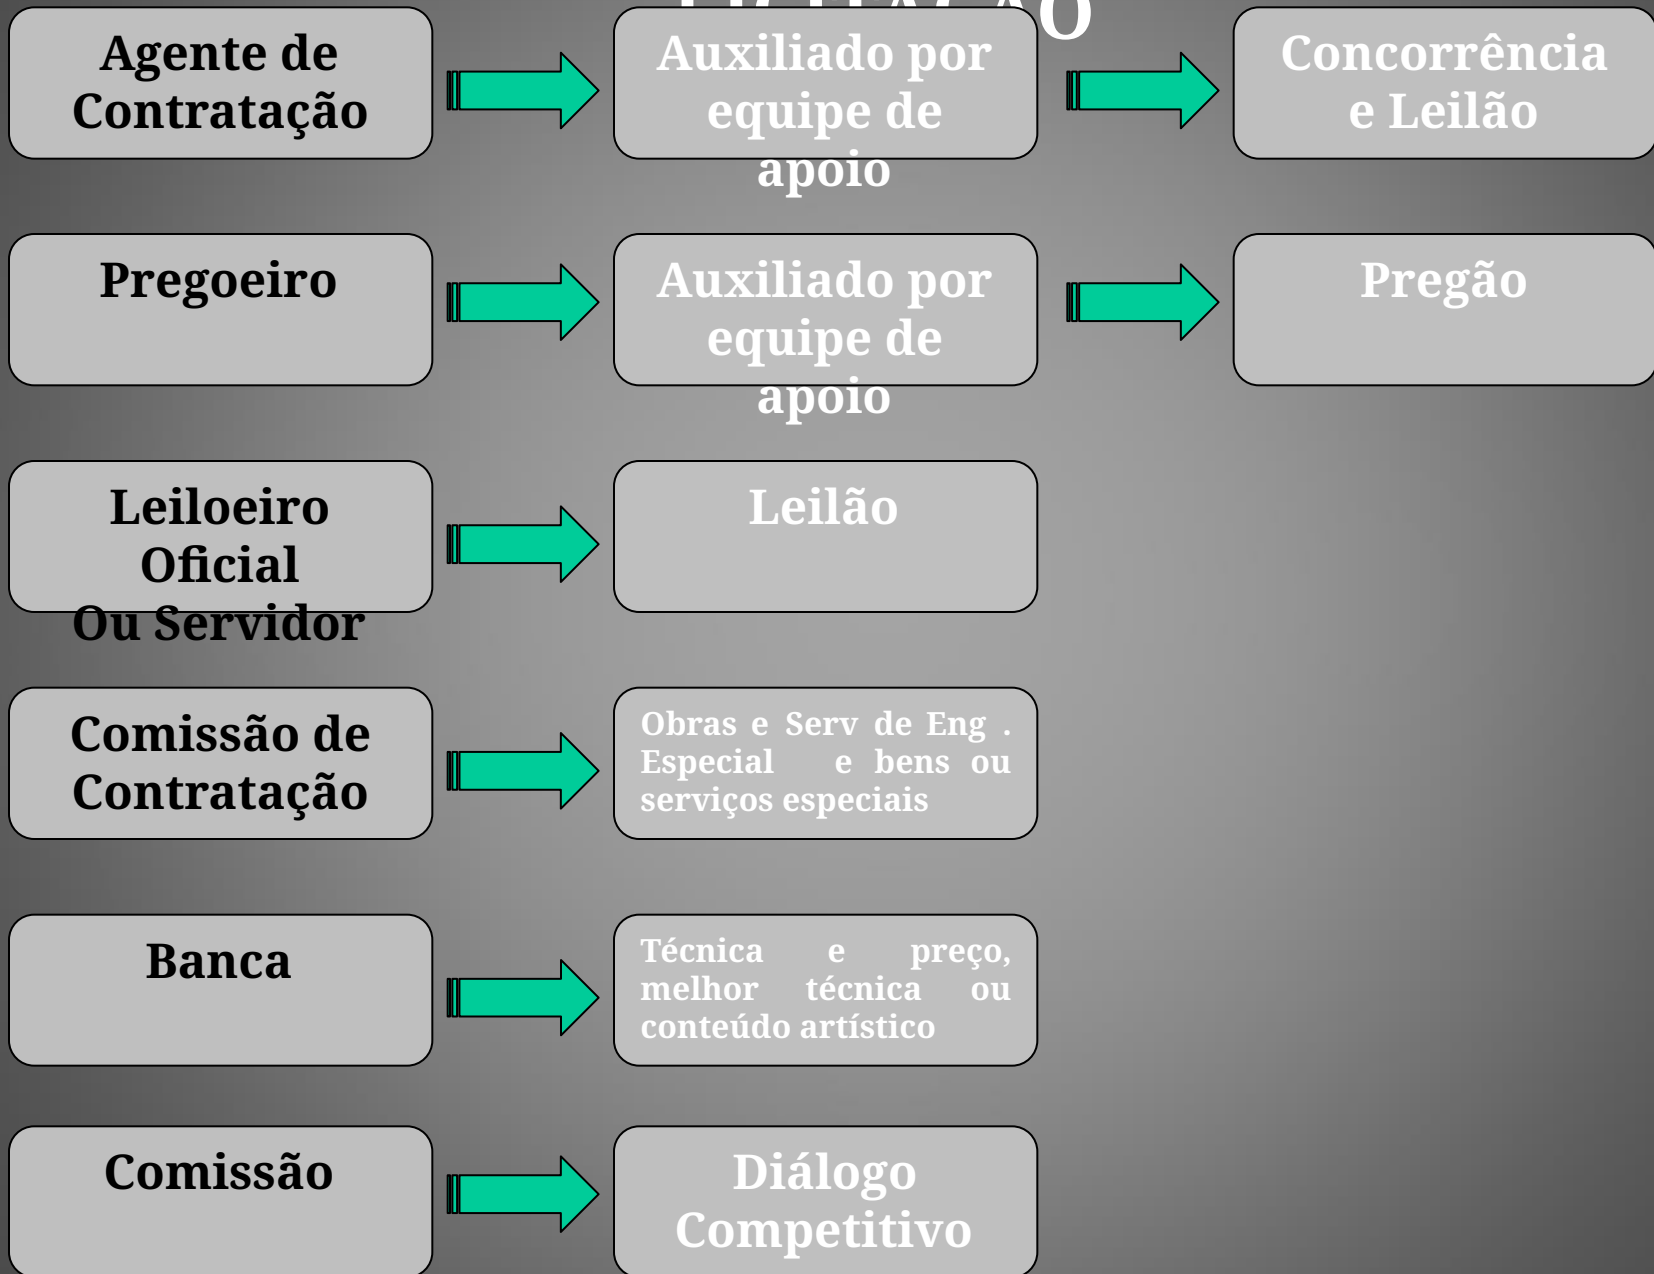 Agente de
Contratação
Auxiliado por
equipe de
apoio
Concorrência
e Leilão
Pregoeiro
Auxiliado por
equipe de
apoio
Pregão
Leiloeiro
Oficial
Ou Servidor
Leilão
Comissão de
Contratação
Obras e Serv de Eng .
Especial e bens ou
serviços especiais
Banca
Técnica e preço,
melhor técnica ou
conteúdo artístico
Comissão
Diálogo
Competitivo